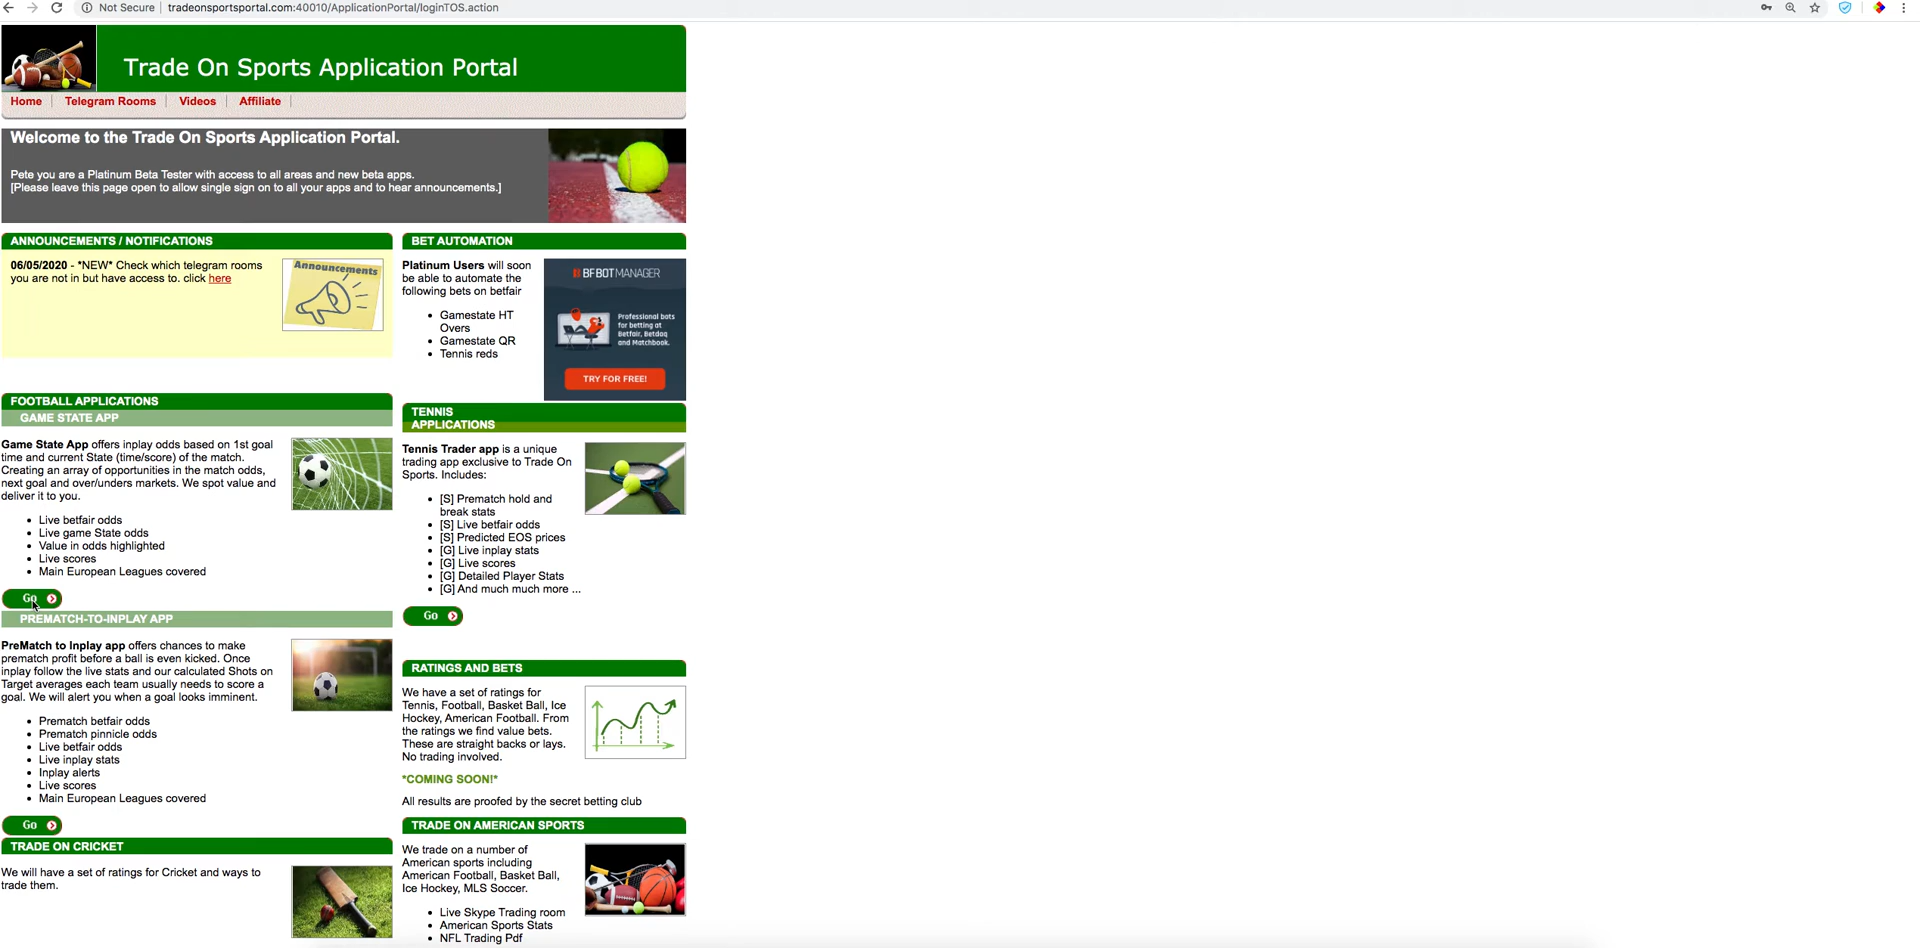 Not Secure | tradeonsportsportal.com:40010/ApplicationPortal/loginTOS.action
Trade On Sports Application Portal
Home Telegram Rooms Videos Affiliate
Welcome to the Trade On Sports Application Portal.
Pete you are a Platinum Beta Tester with access to all areas and new beta apps.
[Please leave this page open to allow single sign on to all your apps and to hear announcements.]
ANNOUNCEMENTS / NOTIFICATIONS
06/05/2020 - *NEW* Check which telegram rooms
you are not in but have access to. click here
Announcements
BET AUTOMATION
Platinum Users will soon
be able to automate the
following bets on betfair
• Gamestate HT
Overs
• Gamestate QR
• Tennis reds
BFBOTMANAGER
Professional bots
for betting at
Betfair, Betdaq
and Matchbook.
TRY FOR FREE!
FOOTBALL APPLICATIONS
GAME STATE APP
Game State App offers inplay odds based on 1st goal
time and current State (time/score) of the match.
Creating an array of opportunities in the match odds,
next goal and over/unders markets. We spot value and
deliver it to you.
• Live betfair odds
• Live game State odds
• Value in odds highlighted
• Live scores
• Main European Leagues covered
Go
PREMATCH-TO-INPLAY APP
PreMatch to Inplay app offers chances to make
prematch profit before a ball is even kicked. Once
inplay follow the live stats and our calculated Shots on
Target averages each team usually needs to score a
goal. We will alert you when a goal looks imminent.
• Prematch betfair odds
• Prematch pinnicle odds
• Live betfair odds
• Live inplay stats
• Inplay alerts
• Live scores
• Main European Leagues covered
Go
TRADE ON CRICKET
We will have a set of ratings for Cricket and ways to
trade them.
TENNIS
APPLICATIONS
Tennis Trader app is a unique
trading app exclusive to Trade On
Sports. Includes:
• [S] Prematch hold and
break stats
• [S] Live betfair odds
• [S] Predicted EOS prices
• [G] Live inplay stats
• [G] Live scores
• [G] Detailed Player Stats
• [G] And much much more ...
Go
RATINGS AND BETS
We have a set of ratings for
Tennis, Football, Basket Ball, Ice
Hockey, American Football. From
the ratings we find value bets.
These are straight backs or lays.
No trading involved.
*COMING SOON!*
All results are proofed by the secret betting club
TRADE ON AMERICAN SPORTS
We trade on a number of
American sports including
American Football, Basket Ball,
Ice Hockey, MLS Soccer.
• Live Skype Trading room
• American Sports Stats
• NFL Trading Pdf